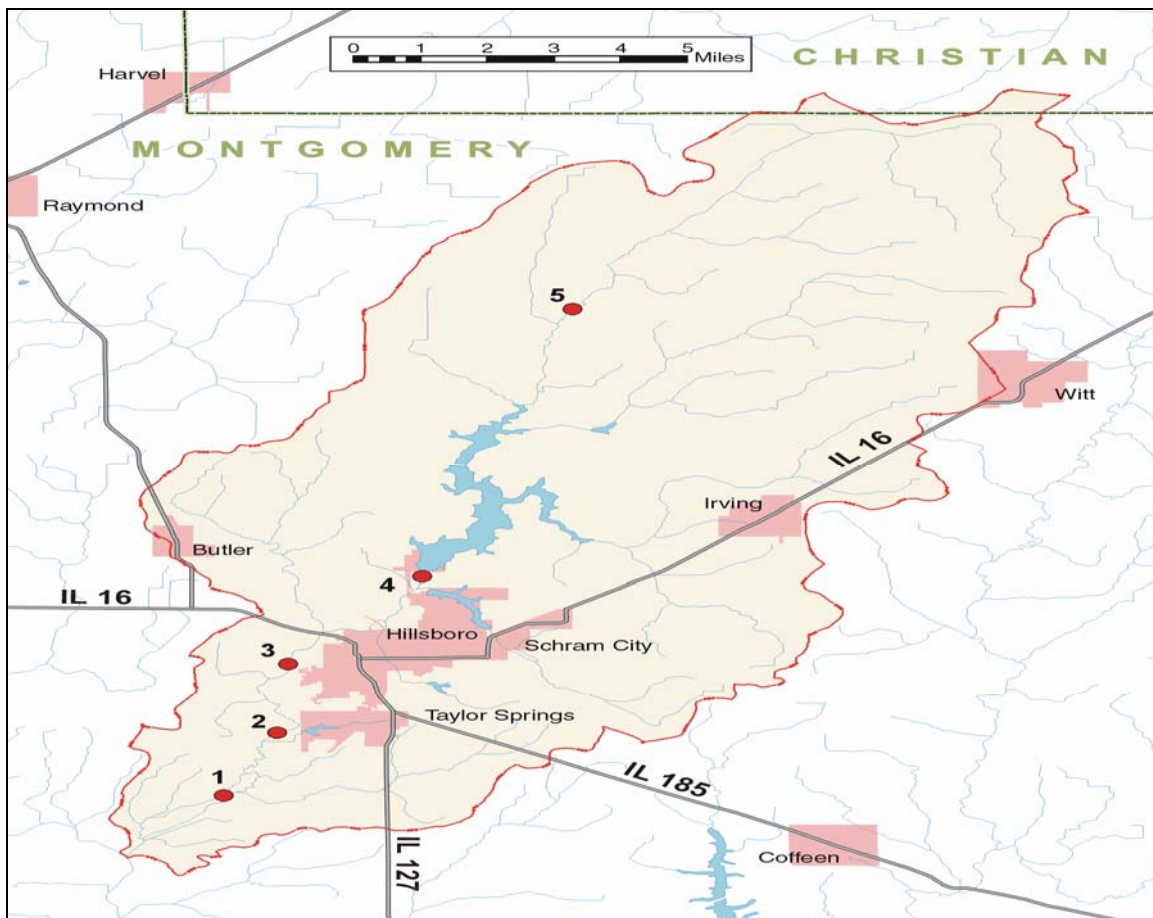 0 1 2 3 4 5
Miles
CHRISTIAN
Harvel
MONTGOMERY
Raymond
5
Witt
IL 16
Irving
Butler
4
IL 16
Hillsboro
Schram City
3
Taylor Springs
2
IL 185
1
Coffeen
IL 127